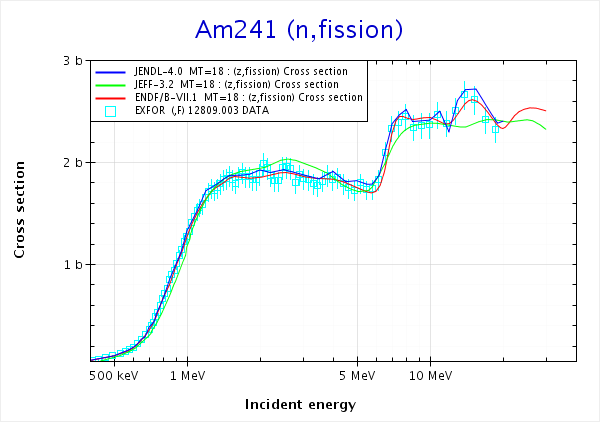 Am241 (n,fission)
3 b
JENDL-4.0 MT=18 : (z,fission) Cross section
JEFF-3.2 MT=18 : (z,fission) Cross section
ENDF/B-VII.1 MT=18 : (z,fission) Cross section
EXFOR (,F) 12809.003 DATA
2 b
Cross section
1 b
500 keV 1 MeV 5 MeV 10 MeV
Incident energy